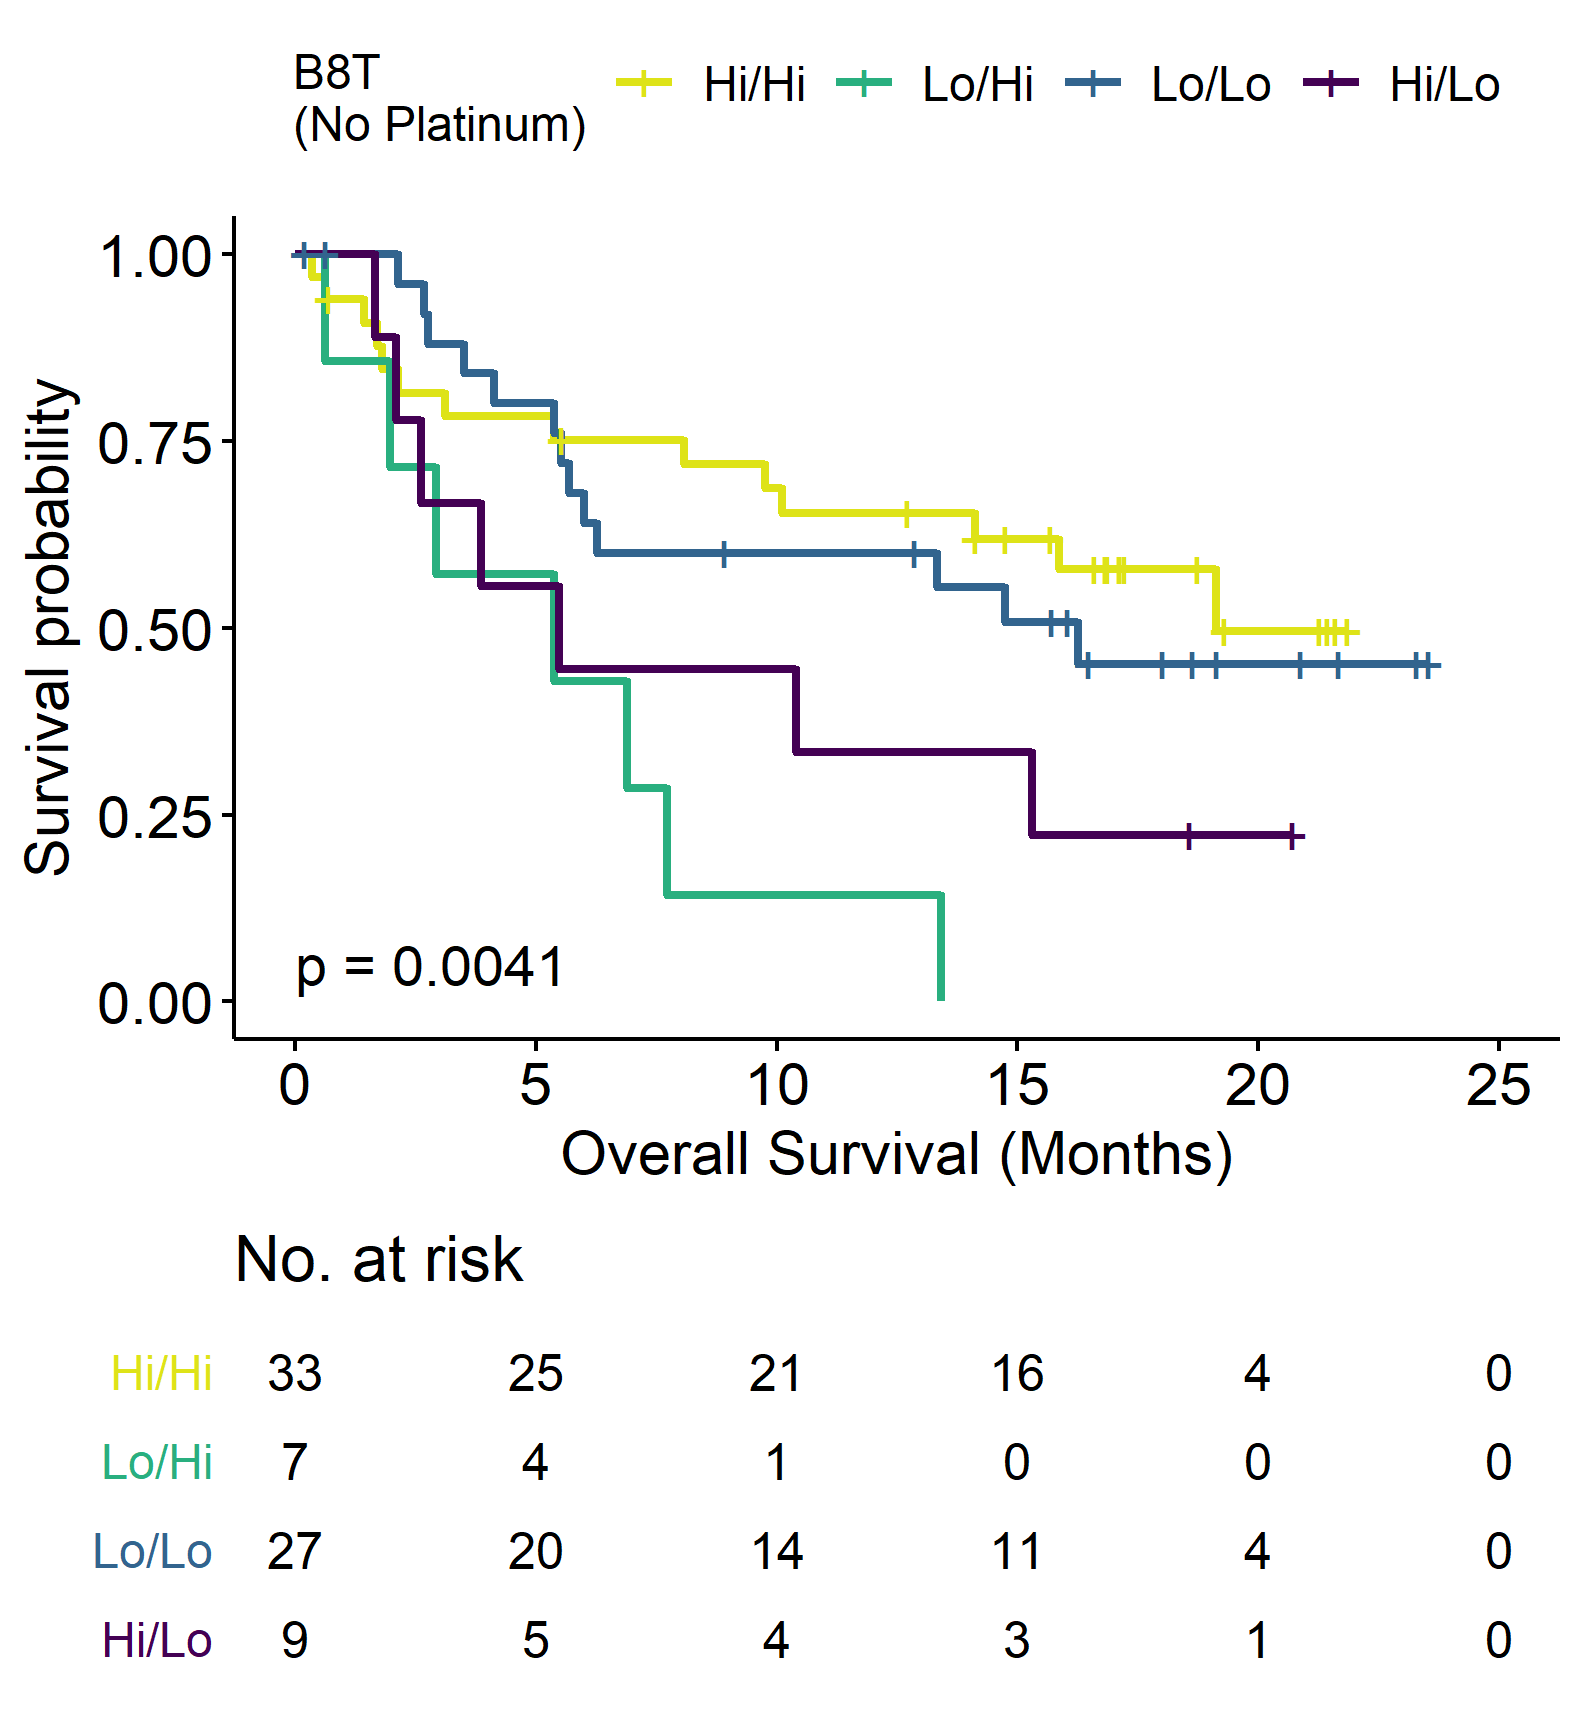 B8T
(No Platinum)
Hi/Hi Lo/Hi Lo/Lo Hi/Lo
Survival probability
1.00
0.75
0.50
0.25
0.00
p = 0.0041
0 5 10 15 20 25
Overall Survival (Months)
No. at risk
Hi/Hi 33 25 21 16 4 0
Lo/Hi 7 4 1 0 0 0
Lo/Lo 27 20 14 11 4 0
Hi/Lo 9 5 4 3 1 0